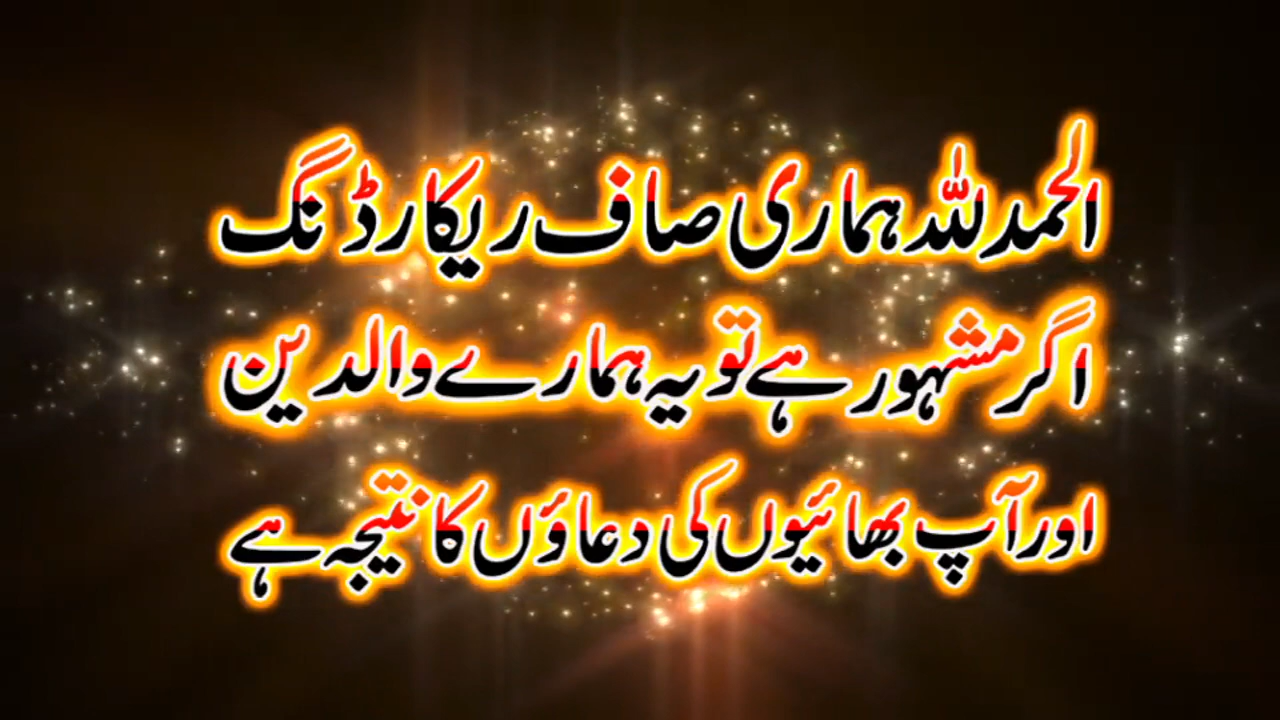 الحمدللہ ہماری صاف ریکارڈنگ
اگر مشہور ہے تو یہ ہمارے والدین
اور آپ بھائیوں کی دعاؤں کا نتیجہ ہے